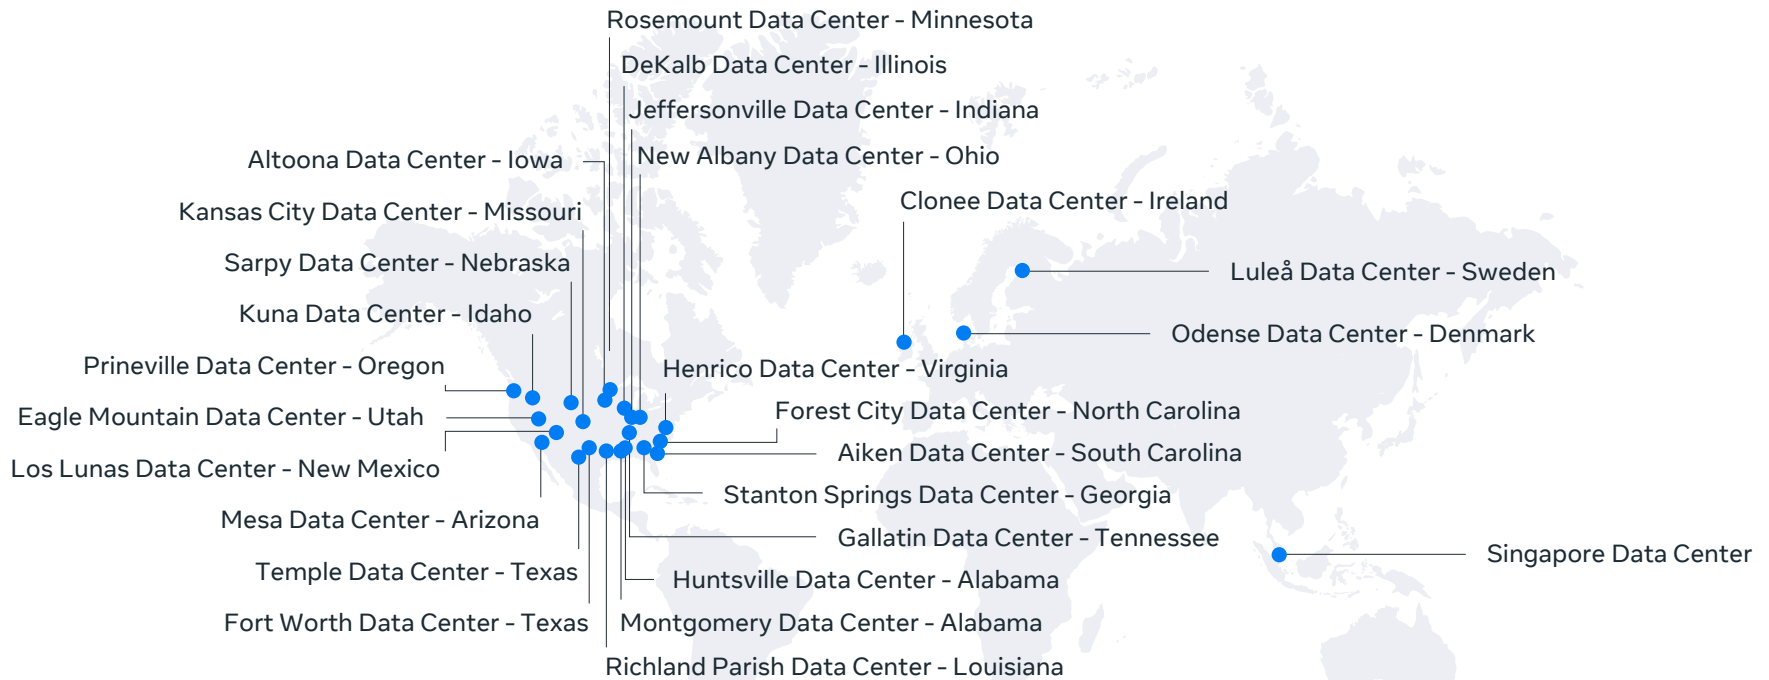 Rosemount Data Center - Minnesota
DeKalb Data Center - Illinois
Jeffersonville Data Center - Indiana
New Albany Data Center - Ohio
Altoona Data Center - Iowa
Kansas City Data Center - Missouri
Sarpy Data Center - Nebraska
Kuna Data Center - Idaho
Prineville Data Center - Oregon
Eagle Mountain Data Center - Utah
Los Lunas Data Center - New Mexico
Mesa Data Center - Arizona
Temple Data Center - Texas
Fort Worth Data Center - Texas
Clonee Data Center - Ireland
Luleå Data Center - Sweden
Odense Data Center - Denmark
Henrico Data Center - Virginia
Forest City Data Center - North Carolina
Aiken Data Center - South Carolina
Stanton Springs Data Center - Georgia
Gallatin Data Center - Tennessee
Huntsville Data Center - Alabama
Montgomery Data Center - Alabama
Richland Parish Data Center - Louisiana
Singapore Data Center